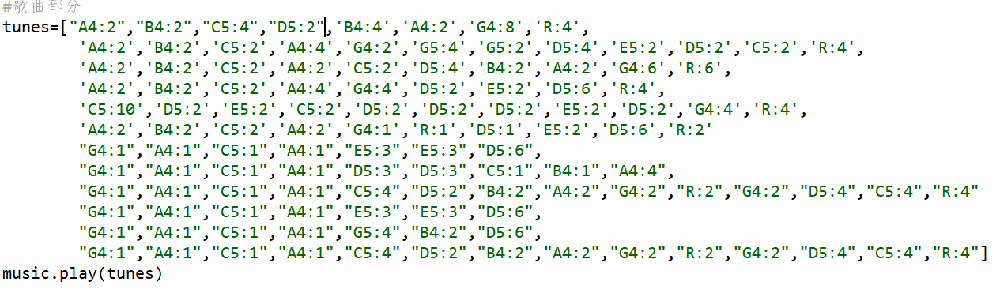 #歌曲部分
tunes=["A4:2","B4:2","C5:4","D5:2",'B4:4','A4:2','G4:8','R:4',
'A4:2','B4:2','C5:2','A4:4','G4:2','G5:4','G5:2','D5:4','E5:2','D5:2','C5:2','R:4',
'A4:2','B4:2','C5:2','A4:2','C5:2','D5:4','B4:2','A4:2','G4:6','R:6',
'A4:2','B4:2','C5:2','A4:4','G4:4','D5:2','E5:2','D5:6','R:4',
'C5:10','D5:2','E5:2','C5:2','D5:2','D5:2','D5:2','E5:2','D5:2','G4:4','R:4',
'A4:2','B4:2','C5:2','A4:2','G4:1','R:1','D5:1','E5:2','D5:6','R:2'
"G4:1","A4:1","C5:1","A4:1","E5:3","E5:3","D5:6",
"G4:1","A4:1","C5:1","A4:1","D5:3","D5:3","C5:1","B4:1","A4:4",
"G4:1","A4:1","C5:1","A4:1","C5:4","D5:2","B4:2","A4:2","G4:2","R:2","G4:2","D5:4","C5:4","R:4"
"G4:1","A4:1","C5:1","A4:1","E5:3","E5:3","D5:6",
"G4:1","A4:1","C5:1","A4:1","G5:4","B4:2","D5:6",
"G4:1","A4:1","C5:1","A4:1","C5:4","D5:2","B4:2","A4:2","G4:2","R:2","G4:2","D5:4","C5:4","R:4"]
music.play(tunes)